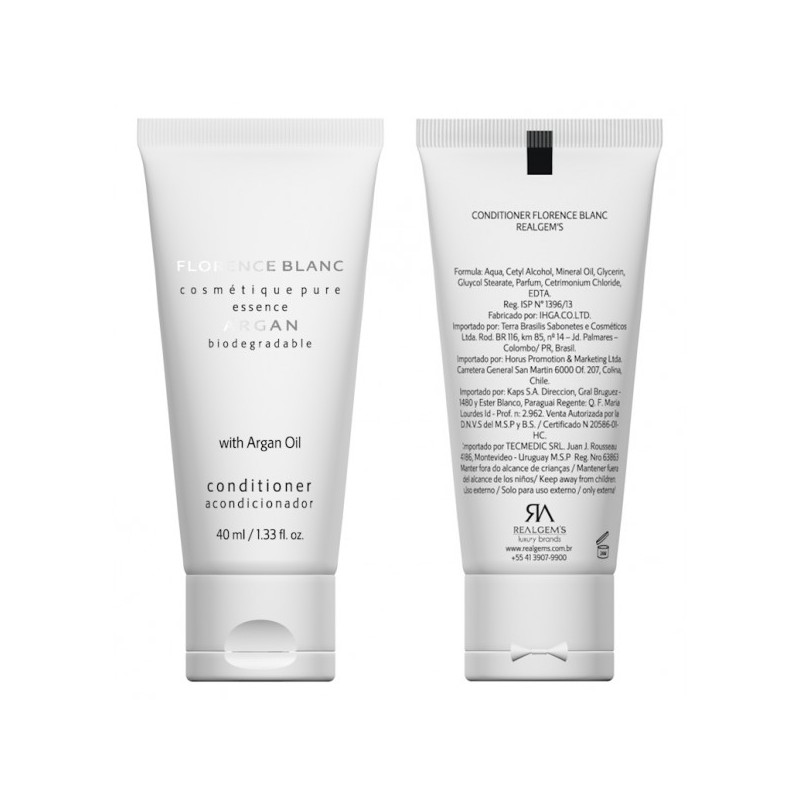 FLORENCE BLANC
cosmétique pure
essence
ARGAN
biodegradable
with Argan Oil
conditioner
acondicionador
40 ml / 1.33 fl. oz.
CONDITIONER FLORENCE BLANC
REALGEM'S
Formula: Aqua, Cetyl Alcohol, Mineral Oil, Glycerin,
Gluycol Stearate, Parfum, Cetrimonium Chloride,
EDTA.
Reg. ISP N° 1396/13
Fabricado por: IHGA.CO.LTD.
Importado por: Terra Brasilis Sabonetes e Cosméticos
Ltda. Rod. BR 116, km 85, nº 14 – Jd. Palmares –
Colombo/ PR, Brasil.
Importado por: Horus Promotion & Marketing Ltda.
Carretera General San Martin 6000 Of. 207, Colina,
Chile.
Importado por: Kaps S.A. Direccion, Gral Bruguez-
1480 y Ester Blanco, Paraguai Regente: Q. F. Maria
Lourdes Id - Prof. n: 2.962. Venta Autorizada por la
D.N.V.S del M.S.P y B.S. / Certificado N 20586-01-
HC.
Importado por TECMEDIC SRL. Juan J. Rousseau
4186, Montevideo - Uruguay M.S.P Reg. Nro 63863
Manter fora do alcance de crianças / Mantener fuera
del alcance de los niños/ Keep away from children
uso externo / Solo para uso externo / only external
RA
REALGEM'S
luxury brands
www.realgems.com.br
+55 41 3907-9900